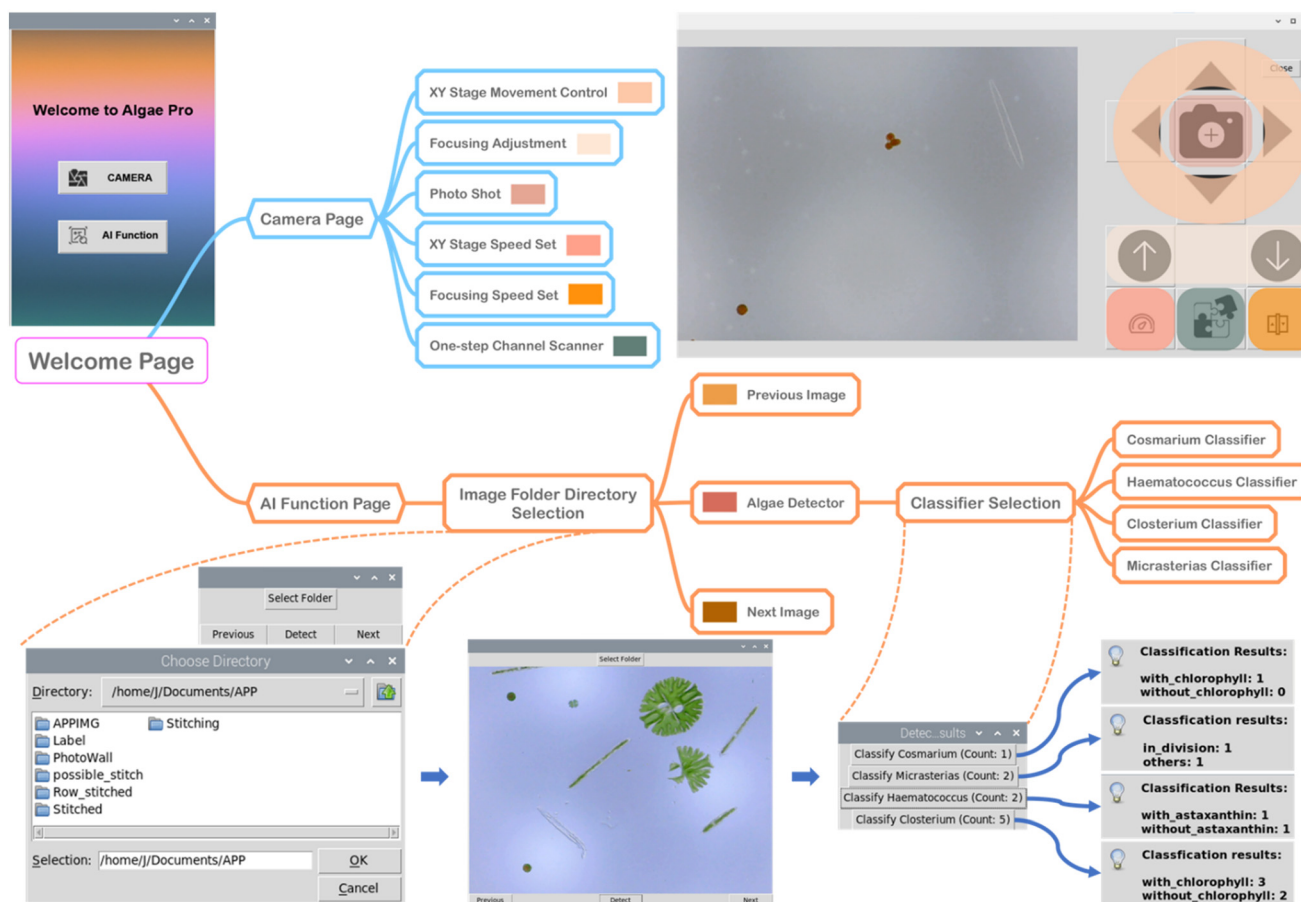 Welcome to Algae Pro
CAMERA
AI Function
Welcome Page
Camera Page
XY Stage Movement Control
Focusing Adjustment
Photo Shot
XY Stage Speed Set
Focusing Speed Set
One-step Channel Scanner
Close
AI Function Page
Image Folder Directory
Selection
Previous Image
Algae Detector
Next Image
Classifier Selection
Cosmarium Classifier
Haematococcus Classifier
Closterium Classifier
Micrasterias Classifier
Select Folder
Previous
Detect
Next
Choose Directory
Directory:
/home/J/Documents/APP
APPIMG
Stitching
Label
PhotoWall
possible_stitch
Row_stitched
Stitched
Selection:
/home/J/Documents/APP
OK
Cancel
Select Folder
Previous
Detect
Next
Detec...sults
Classify Cosmarium (Count: 1)
Classify Micrasterias (Count: 2)
Classify Haematococcus (Count: 2)
Classify Closterium (Count: 5)
Classification Results:
with_chlorophyll: 1
without_chlorophyll: 0
Classfication results:
in_division: 1
others: 1
Classification Results:
with_astaxanthin: 1
without_astaxanthin: 1
Classfication results:
with_chlorophyll: 3
without_chlorophyll: 2